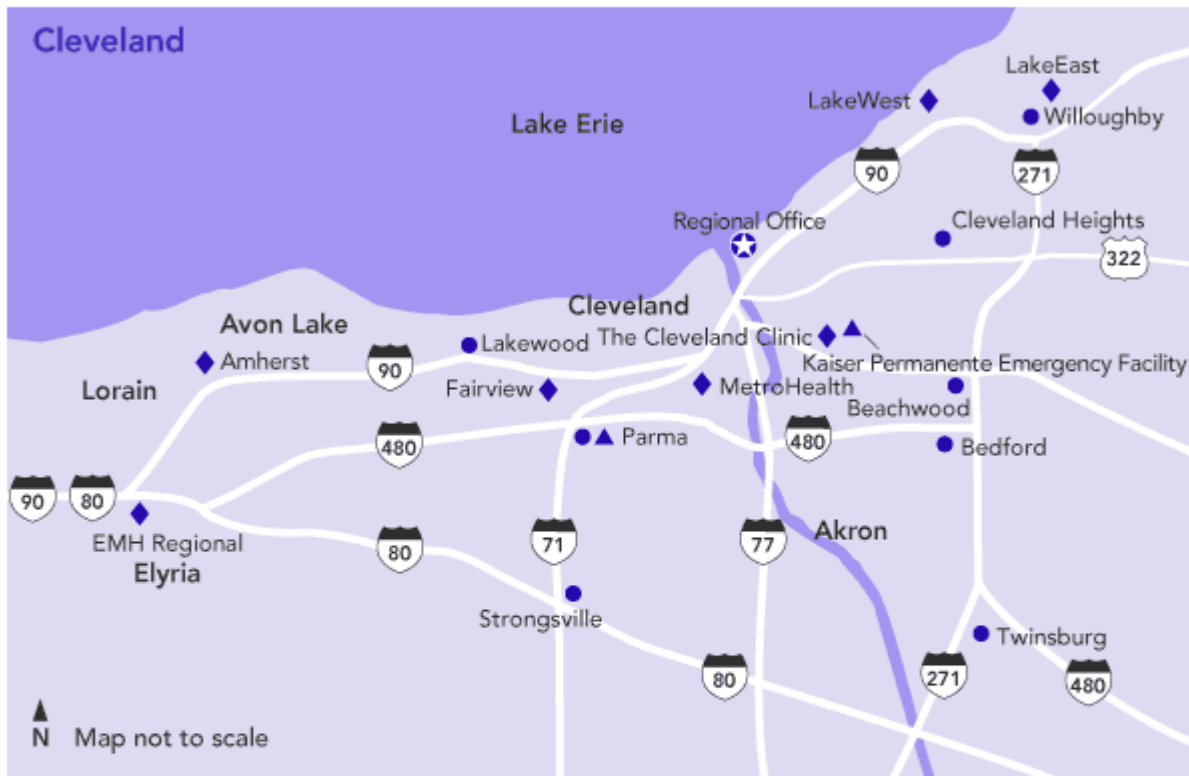 Cleveland
LakeEast
LakeWest
Willoughby
Lake Erie
90
271
Regional Office
Cleveland Heights
322
Cleveland
Avon Lake
The Cleveland Clinic
Lakewood
Amherst
90
Kaiser Permanente Emergency Facility
Lorain
Fairview
MetroHealth
Beachwood
480
Parma
480
Bedford
90
80
EMH Regional
Elyria
80
71
77
Akron
Strongsville
Twinsburg
80
271
480
N
Map not to scale